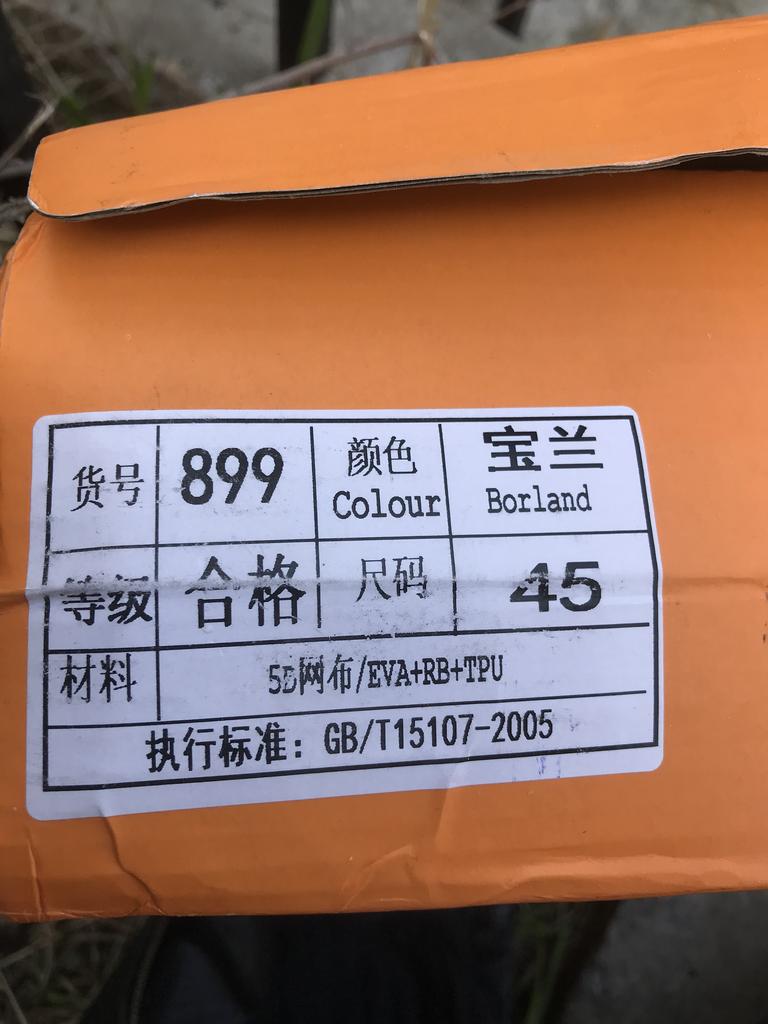 货号 899 颜色 宝兰
Colour Borland
等级 合格 尺码 45
材料 5D网布/EVA+RB+TPU
执行标准: GB/T15107-2005